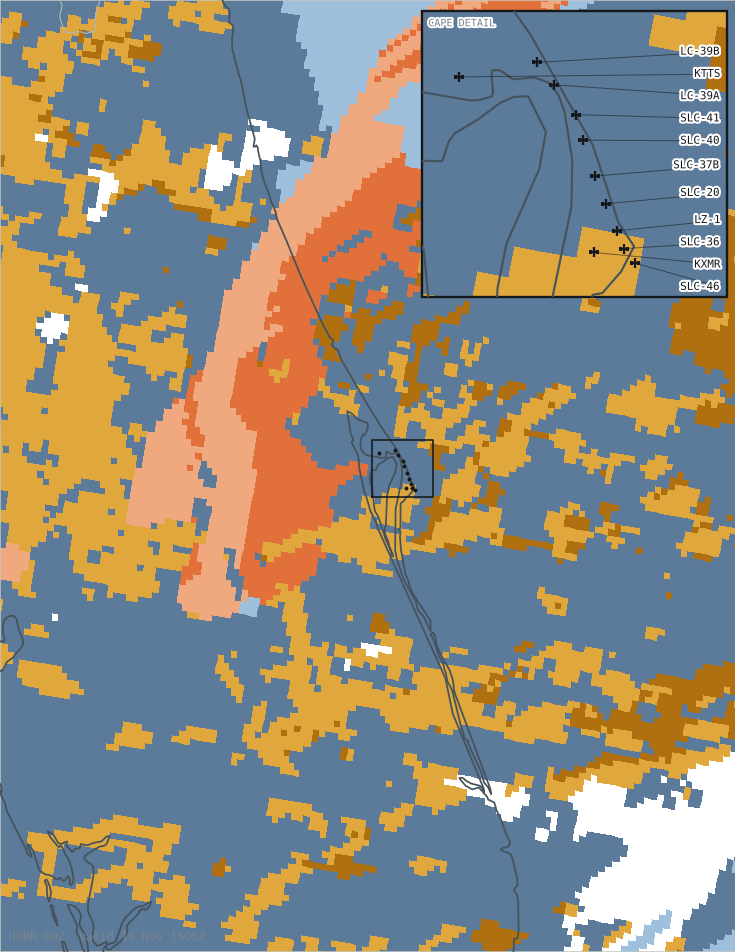 CAPE DETAIL
LC-39B
KTTS
LC-39A
SLC-41
SLC-40
SLC-37B
SLC-20
LZ-1
SLC-36
KXMR
SLC-46